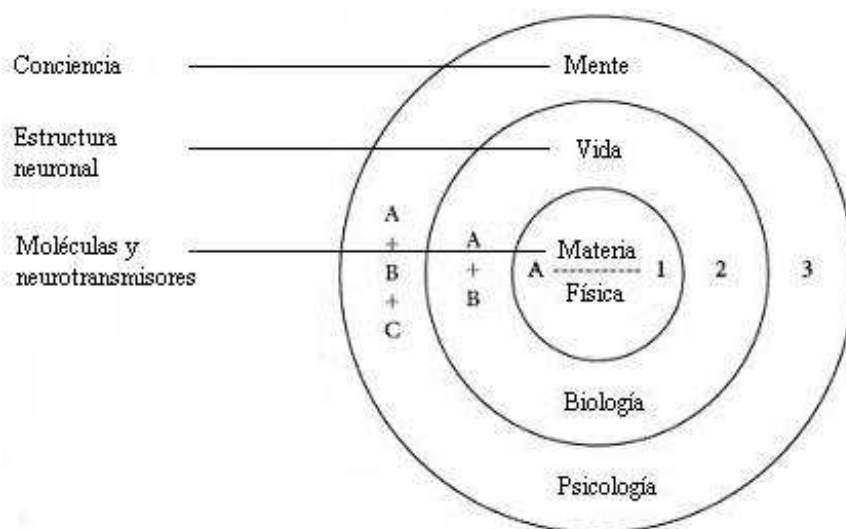 Conciencia
Mente
Estructura
neuronal
Vida
Moléculas y
neurotransmisores
A
+
B
+
C
A
+
B
Materia
A
1
2
3
Física
Biología
Psicología